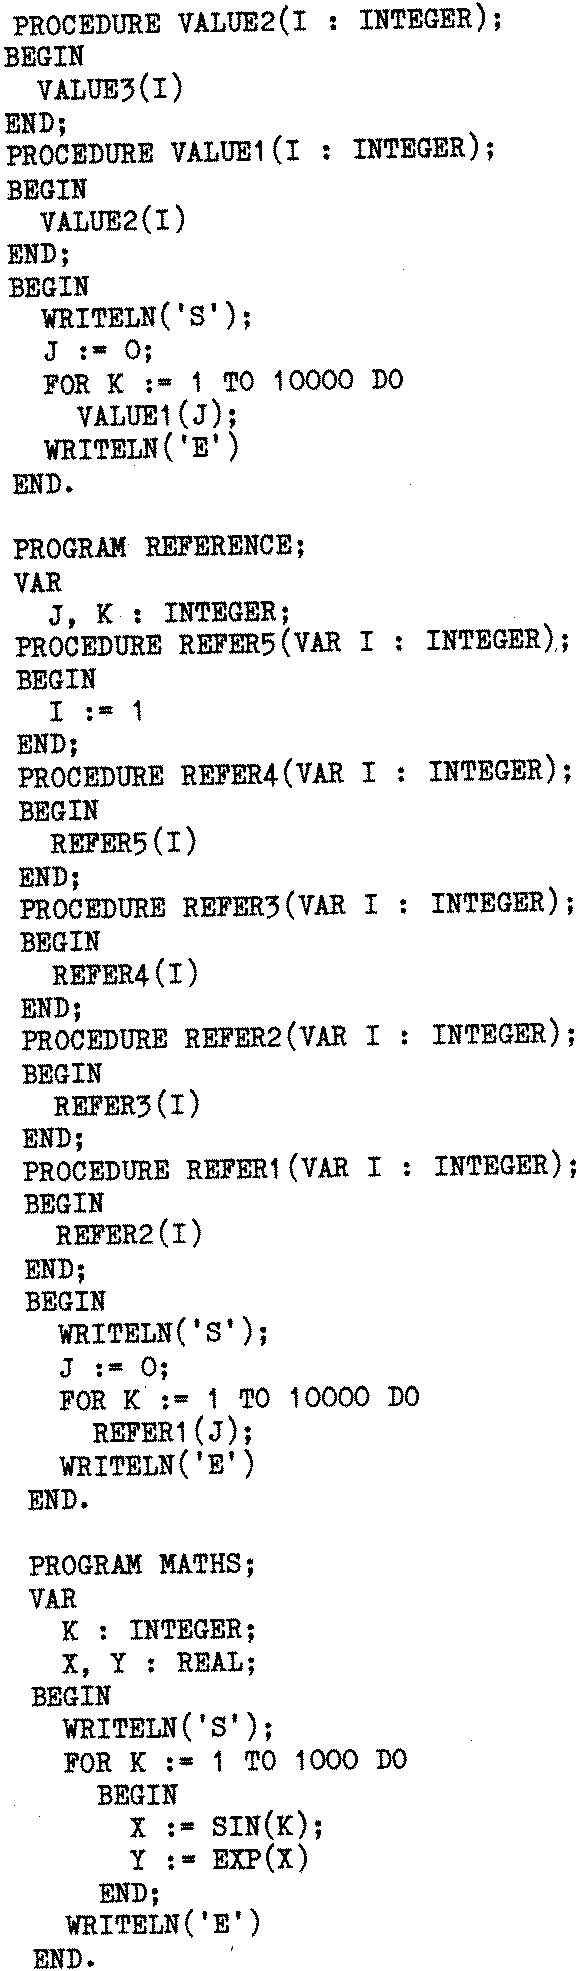 PROCEDURE VALUE2(I : INTEGER);
BEGIN
  VALUE3(I)
END;
PROCEDURE VALUE1(I : INTEGER);
BEGIN
  VALUE2(I)
END;
BEGIN
  WRITELN('S');
  J := 0;
  FOR K := 1 TO 10000 DO
    VALUE1(J);
  WRITELN('E')
END.

PROGRAM REFERENCE;
VAR
  J, K : INTEGER;
PROCEDURE REFER5(VAR I : INTEGER);
BEGIN
  I := 1
END;
PROCEDURE REFER4(VAR I : INTEGER);
BEGIN
  REFER5(I)
END;
PROCEDURE REFER3(VAR I : INTEGER);
BEGIN
  REFER4(I)
END;
PROCEDURE REFER2(VAR I : INTEGER);
BEGIN
  REFER3(I)
END;
PROCEDURE REFER1(VAR I : INTEGER);
BEGIN
  REFER2(I)
END;
BEGIN
  WRITELN('S');
  J := 0;
  FOR K := 1 TO 10000 DO
    REFER1(J);
  WRITELN('E')
END.

PROGRAM MATHS;
VAR
  K : INTEGER;
  X, Y : REAL;
BEGIN
  WRITELN('S');
  FOR K := 1 TO 1000 DO
    BEGIN
      X := SIN(K);
      Y := EXP(X)
    END;
  WRITELN('E')
END.